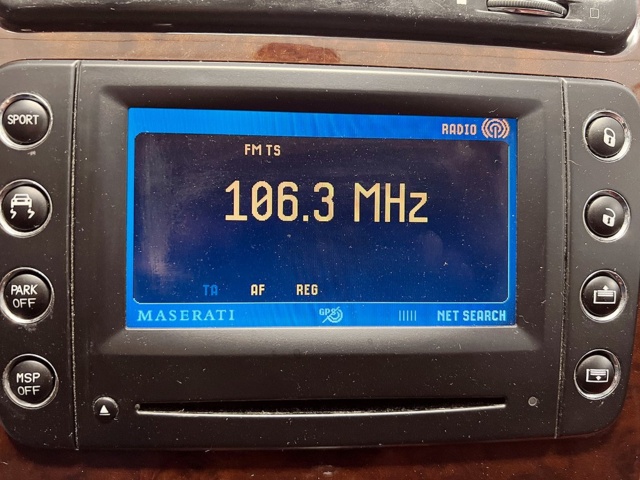 SPORT
PARK
OFF
MSP
OFF
RADIO
FM TS
106.3 MHz
TA AF REG
MASERATI GPS NET SEARCH